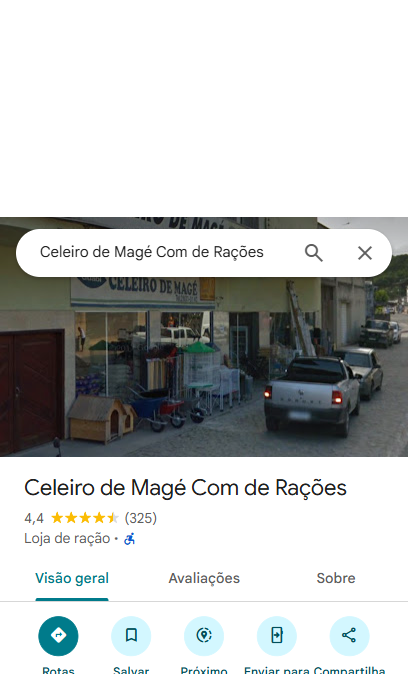 Celeiro de Magé Com de Rações
CELEIRO DE MAGÉ
Celeiro de Magé Com de Rações
4,4 (325)
Loja de ração ·
Visão geral Avaliações Sobre
Rotas Salvar Próximo Enviar para Compartilha